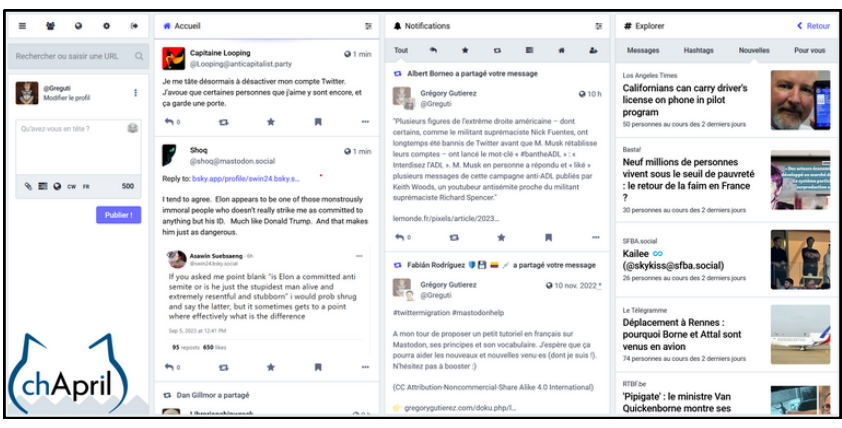 Rechercher ou saisir une URL
@Greguti
Modifier le profil
Qu'avez-vous en tête ?
CW FR 500
Publier !
chApril
Accueil
Capitaine Looping 1 min
@Looping@anticapitalist.party
Je me tâte désormais à désactiver mon compte Twitter.
J'avoue que certaines personnes que j'aime y sont encore, et
ça garde une porte.
0
Shoq 1 min
@shoq@mastodon.social
Reply to: bsky.app/profile/swin24.bsky.s...
I tend to agree. Elon appears to be one of those monstrously
immoral people who doesn't really strike me as committed to
anything but his ID. Much like Donald Trump. And that makes
him just as dangerous.
Asawin Suebsaeng · 6h
@swin24.bsky.social
If you asked me point blank "is Elon a committed anti
semite or is he just the stupidest man alive and
extremely resentful and stubborn" i would prob shrug
and say the latter, but it sometimes gets to a point
where effectively what is the difference
Sep 5, 2023 at 12:41 PM
95 reposts 650 likes
0
Dan Gillmor a partagé
Notifications
Tout
Albert Borneo a partagé votre message
Grégory Gutierez 10 h
@Greguti
"Plusieurs figures de l'extrême droite américaine – dont
certains, comme le militant suprémaciste Nick Fuentes, ont
longtemps été bannis de Twitter avant que M. Musk rétablisse
leurs comptes – ont lancé le mot-clé « #bantheADL » : «
Interdisez l'ADL ». M. Musk en personne a répondu et « liké »
plusieurs messages de cette campagne anti-ADL publiés par
Keith Woods, un youtubeur antisémite proche du militant
suprémaciste Richard Spencer."
lemonde.fr/pixels/article/2023...
0
Fabián Rodríguez a partagé votre message
Grégory Gutierez 10 nov. 2022 *
@Greguti
#twittermigration #mastodonhelp
A mon tour de proposer un petit tutoriel en français sur
Mastodon, ses principes et son vocabulaire. J'espère que ça
pourra aider les nouveaux et nouvelles venu·es (dont je suis !).
N'hésitez pas à booster :)
(CC Attribution-Noncommercial-Share Alike 4.0 International)
gregorygutierez.com/doku.php/l...
# Explorer Retour
Messages Hashtags Nouvelles Pour vous
Los Angeles Times
Californians can carry driver's
license on phone in pilot
program
50 personnes au cours des 2 derniers jours
Basta!
Neuf millions de personnes
vivent sous le seuil de pauvreté
: le retour de la faim en France
?
30 personnes au cours des 2 derniers jours
SFBA.social
Kailee
(@skykiss@sfba.social)
26 personnes au cours des 2 derniers jours
Le Télégramme
Déplacement à Rennes :
pourquoi Borne et Attal sont
venus en avion
74 personnes au cours des 2 derniers jours
RTBF.be
'Pipigate' : le ministre Van
Quickenborne montre ses